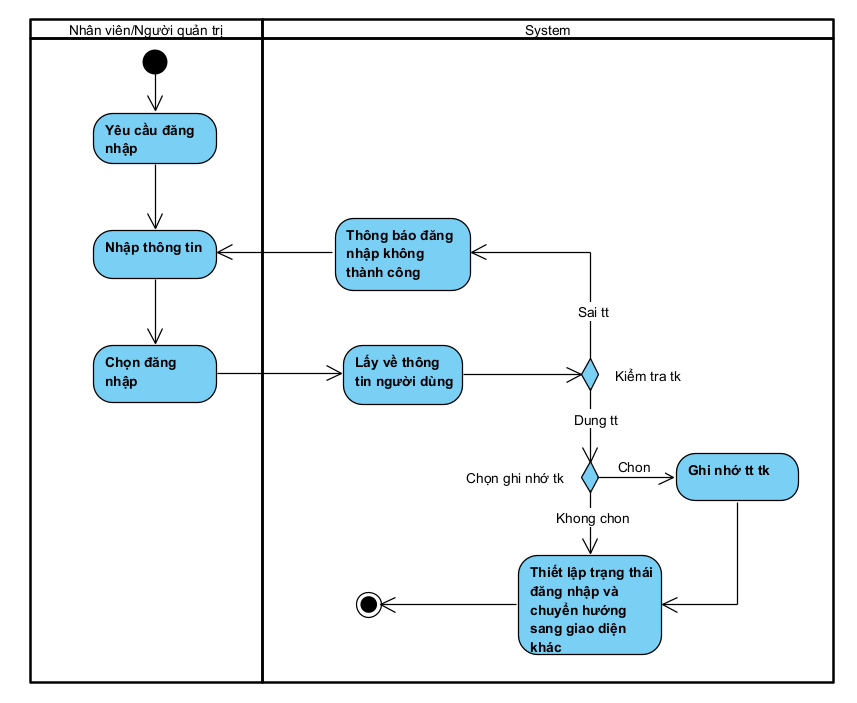 Nhân viên/Người quản trị
System
Yêu cầu đăng
nhập
Nhập thông tin
Thông báo đăng
nhập không
thành công
Sai tt
Chọn đăng
nhập
Lấy về thông
tin người dùng
Kiểm tra tk
Dung tt
Chọn ghi nhớ tk
Chon
Ghi nhớ tt tk
Khong chon
Thiết lập trạng thái
đăng nhập và
chuyển hướng
sang giao diện
khác